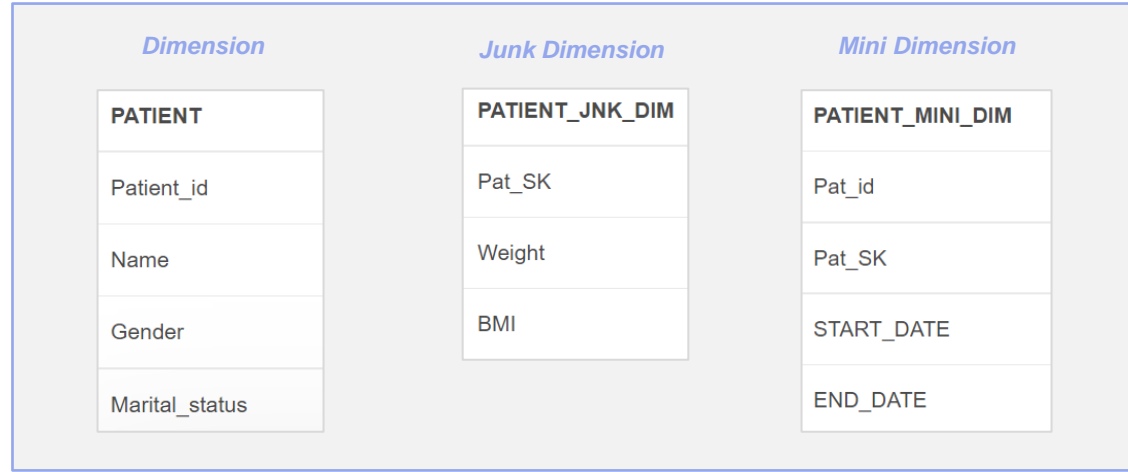 Dimension
PATIENT
Patient_id
Name
Gender
Marital_status
Junk Dimension
PATIENT_JNK_DIM
Pat_SK
Weight
BMI
Mini Dimension
PATIENT_MINI_DIM
Pat_id
Pat_SK
START_DATE
END_DATE